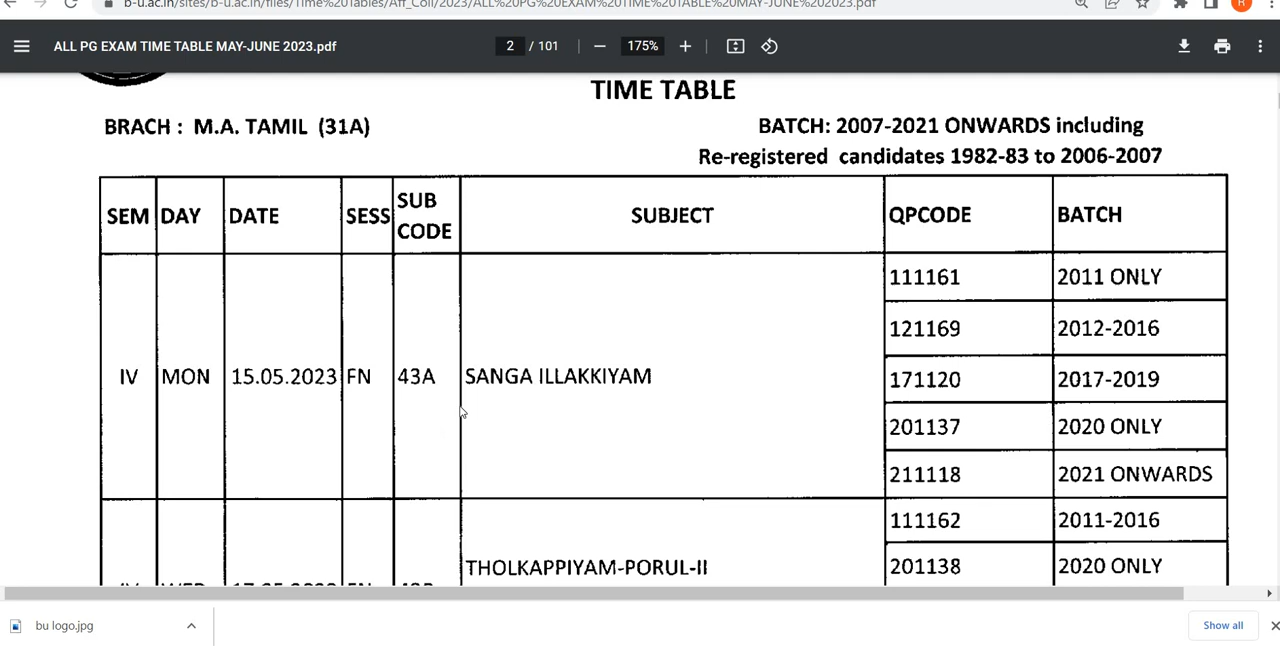 b-u.ac.in/sites/b-u.ac.in/files/Time%20Tables/Aff_Coll/2023/ALL%20PG%20EXAM%20TIME%20TABLE%20MAY-JUNE%202023.pdf
R
ALL PG EXAM TIME TABLE MAY-JUNE 2023.pdf 2 / 101 175%
TIME TABLE
BRACH : M.A. TAMIL (31A)
BATCH: 2007-2021 ONWARDS including
Re-registered candidates 1982-83 to 2006-2007
SEM DAY DATE SESS SUB CODE SUBJECT QPCODE BATCH
111161 2011 ONLY
121169 2012-2016
IV MON 15.05.2023 FN 43A SANGA ILLAKKIYAM 171120 2017-2019
201137 2020 ONLY
211118 2021 ONWARDS
111162 2011-2016
THOLKAPPIYAM-PORUL-II 201138 2020 ONLY
bu logo.jpg
Show all